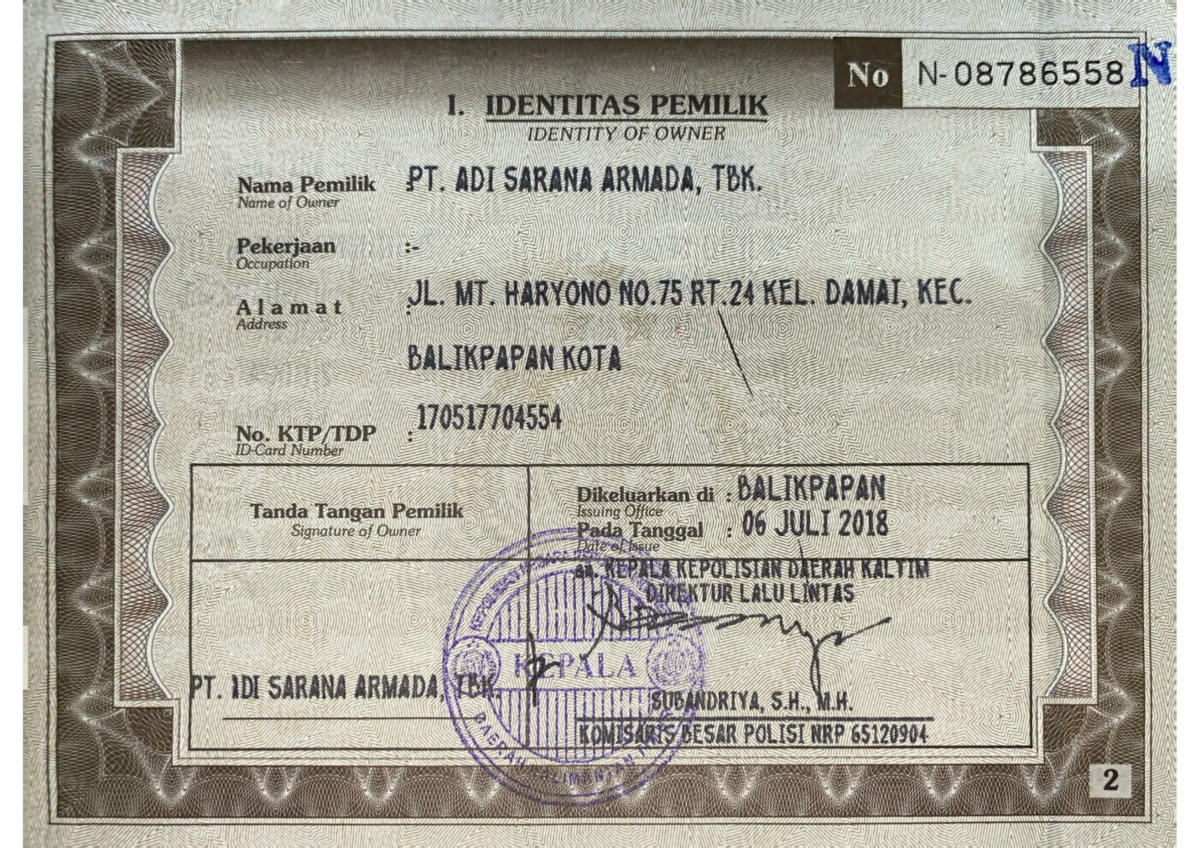 No N-08786558 N
I. IDENTITAS PEMILIK
IDENTITY OF OWNER
Nama Pemilik PT. ADI SARANA ARMADA, TBK.
Name of Owner
Pekerjaan :-
Occupation
Alamat : JL. MT. HARYONO NO.75 RT.24 KEL. DAMAI, KEC.
Address
BALIKPAPAN KOTA
No. KTP/TDP : 170517704554
ID-Card Number
Tanda Tangan Pemilik
Signature of Owner
Dikeluarkan di : BALIKPAPAN
Issuing Office
Pada Tanggal : 06 JULI 2018
Date of Issue
an. KEPALA KEPOLISIAN DAERAH KALTIM
DIREKTUR LALU LINTAS
KEPALA
PT. ADI SARANA ARMADA, TBK.
SUBANDRIYA, S.H., M.H.
KOMISARIS BESAR POLISI NRP 65120904
DAERAH KALIMANTAN
2